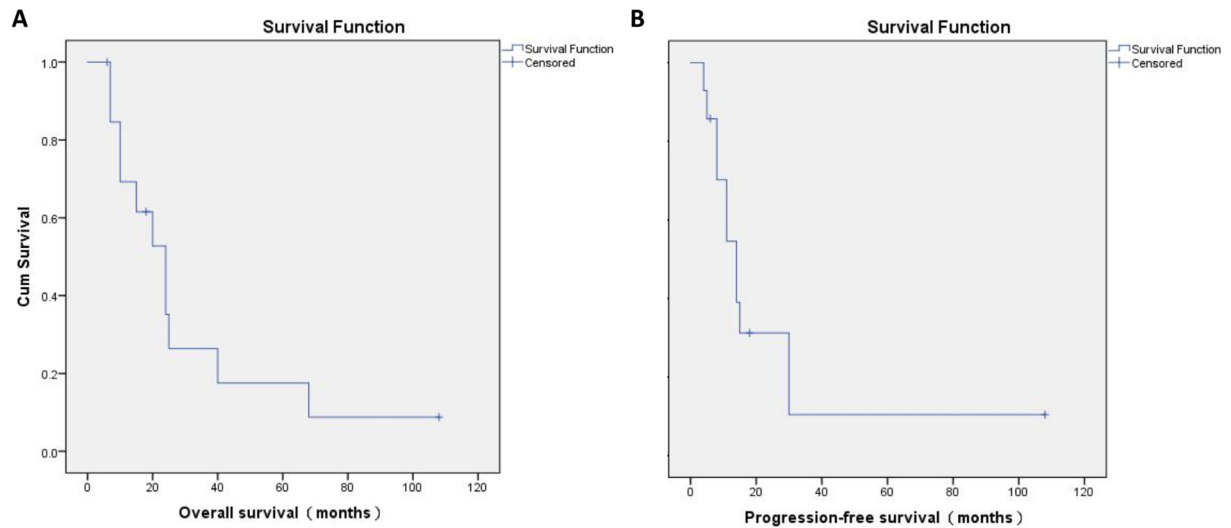 A
Survival Function
Survival Function
Censored
1.0
0.8
0.6
0.4
0.2
0.0
Cum Survival
0 20 40 60 80 100 120
Overall survival（months）
B
Survival Function
Survival Function
Censored
0 20 40 60 80 100 120
Progression-free survival（months）